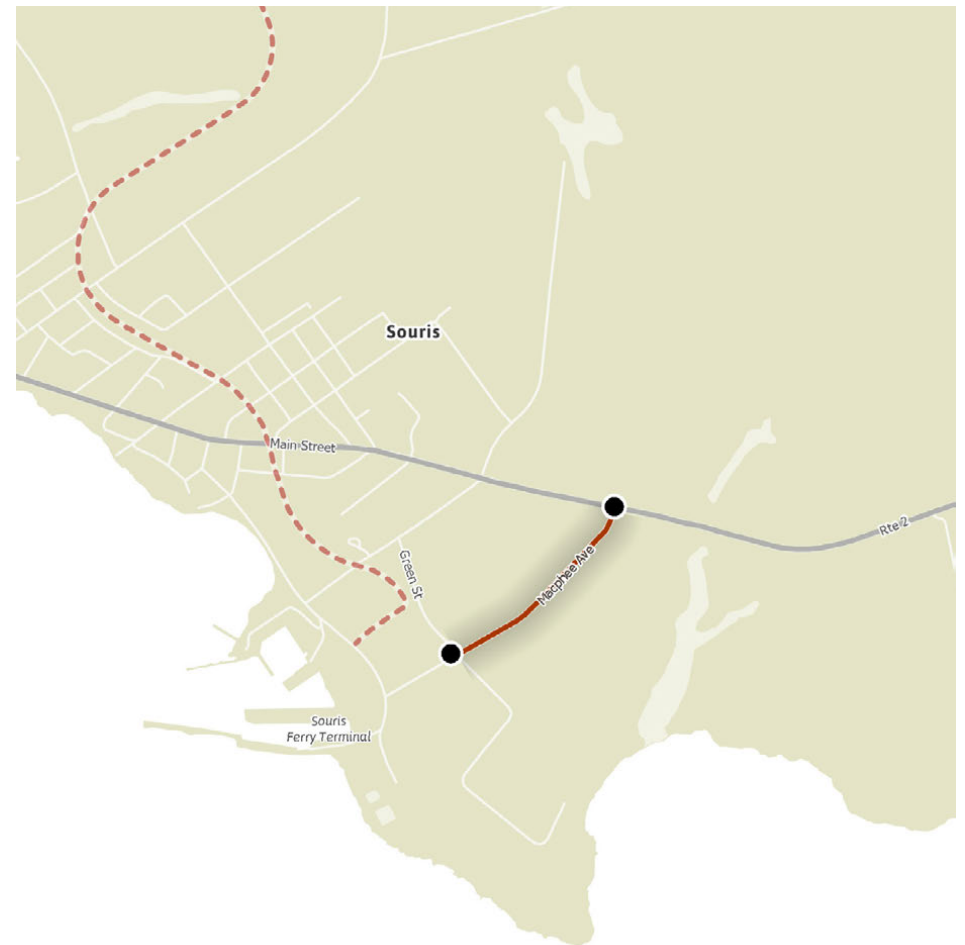 Souris
Main Street
Rte 2
Green St
Macphee Ave
Souris
Ferry Terminal